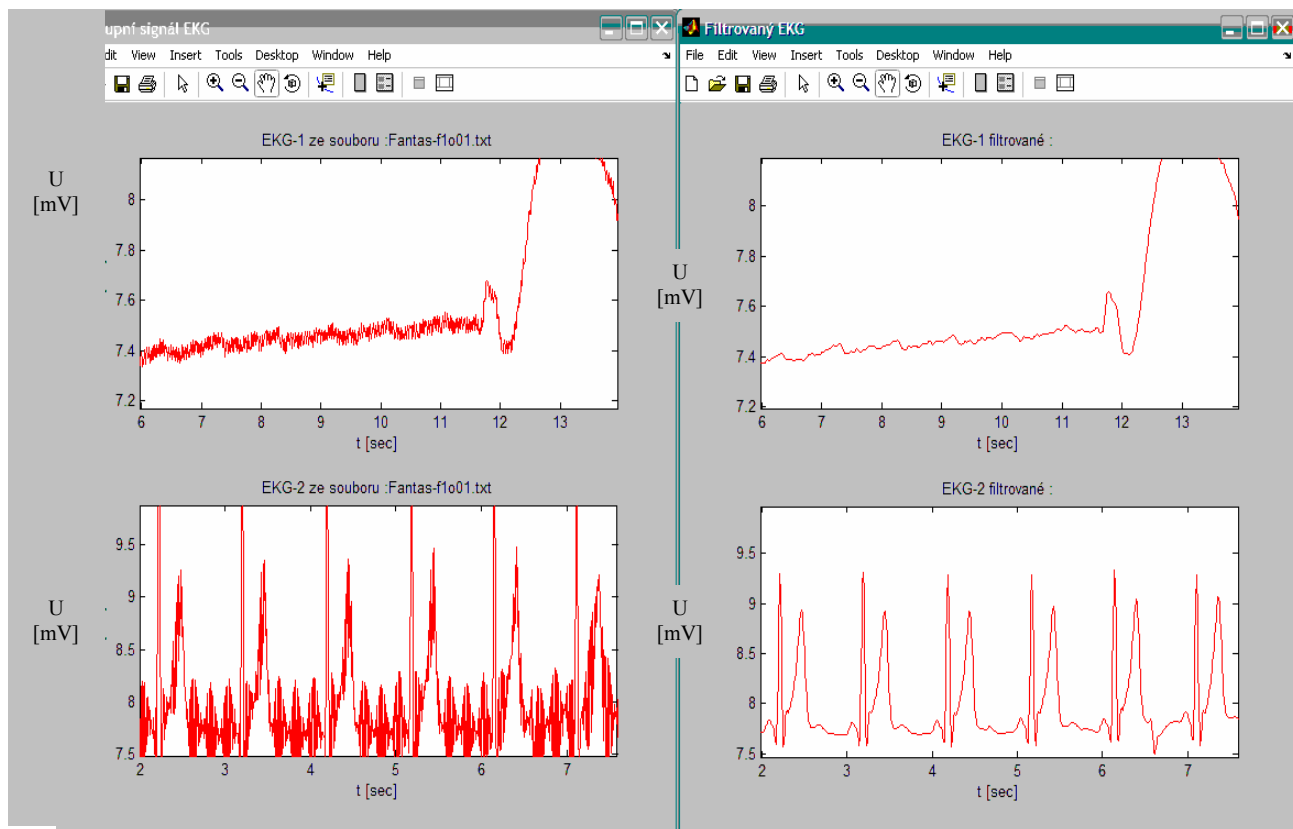 upní signál EKG
dit View Insert Tools Desktop Window Help
EKG-1 ze souboru :Fantas-f1o01.txt
U
[mV]
8
7.8
7.6
7.4
7.2
6 7 8 9 10 11 12 13
t [sec]
EKG-2 ze souboru :Fantas-f1o01.txt
U
[mV]
9.5
9
8.5
8
7.5
2 3 4 5 6 7
t [sec]
Filtrovaný EKG
File Edit View Insert Tools Desktop Window Help
EKG-1 filtrované :
U
[mV]
8
7.8
7.6
7.4
7.2
6 7 8 9 10 11 12 13
t [sec]
EKG-2 filtrované :
U
[mV]
9.5
9
8.5
8
7.5
2 3 4 5 6 7
t [sec]